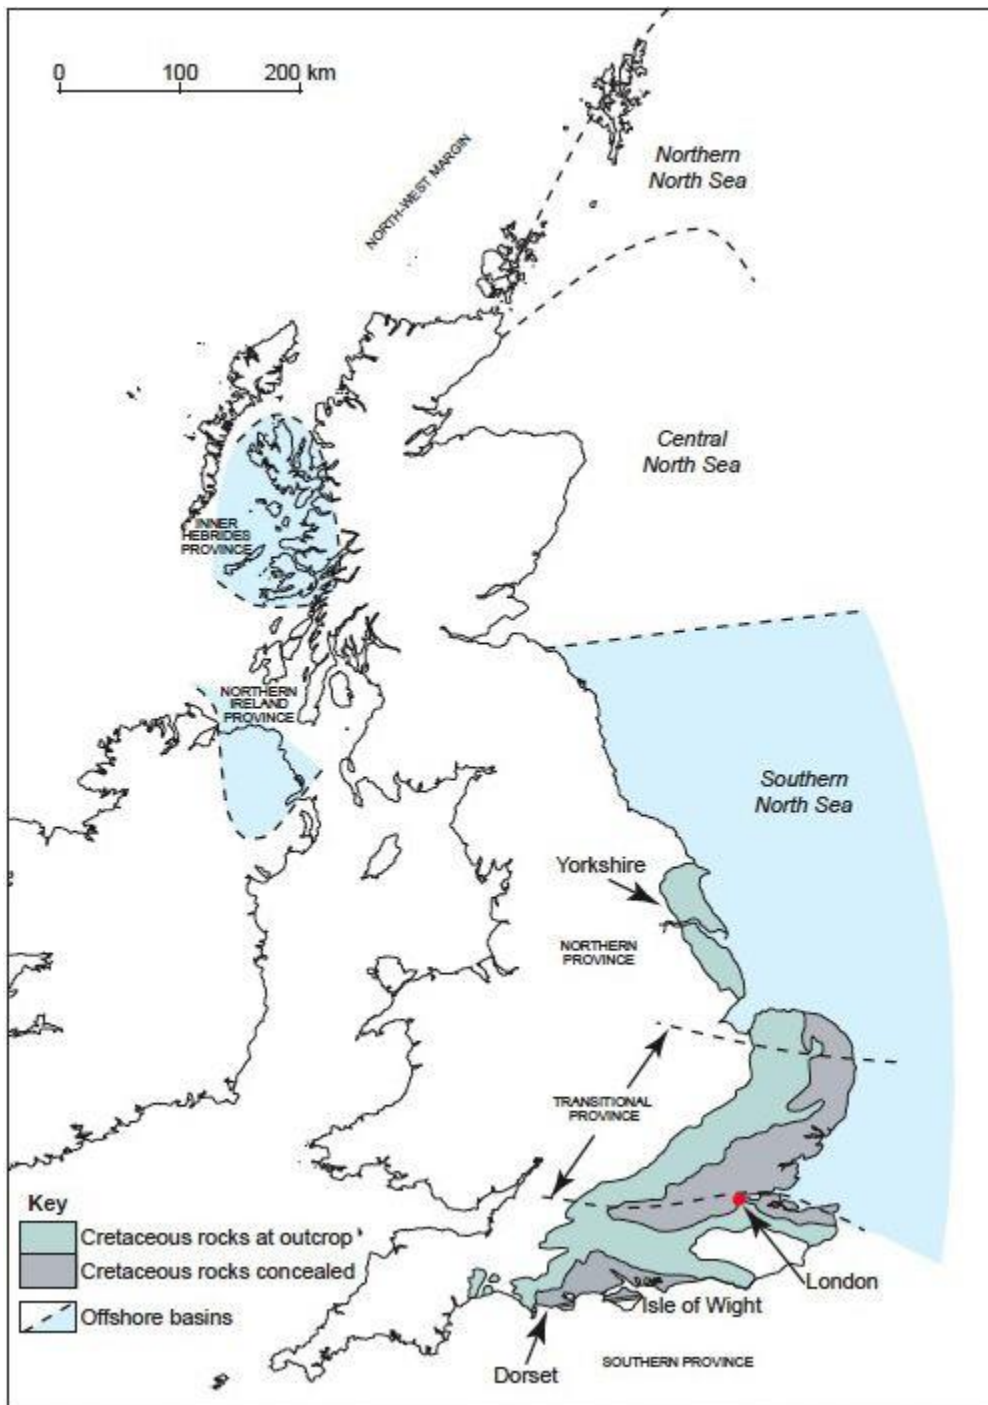 0 100 200 km
Northern
North Sea
NORTH-WEST MARGIN
Central
North Sea
INNER
HEBRIDES
PROVINCE
NORTHERN
IRELAND
PROVINCE
Southern
North Sea
Yorkshire
NORTHERN
PROVINCE
TRANSITIONAL
PROVINCE
Key
Cretaceous rocks at outcrop
Cretaceous rocks concealed
Offshore basins
London
Isle of Wight
Dorset
SOUTHERN PROVINCE